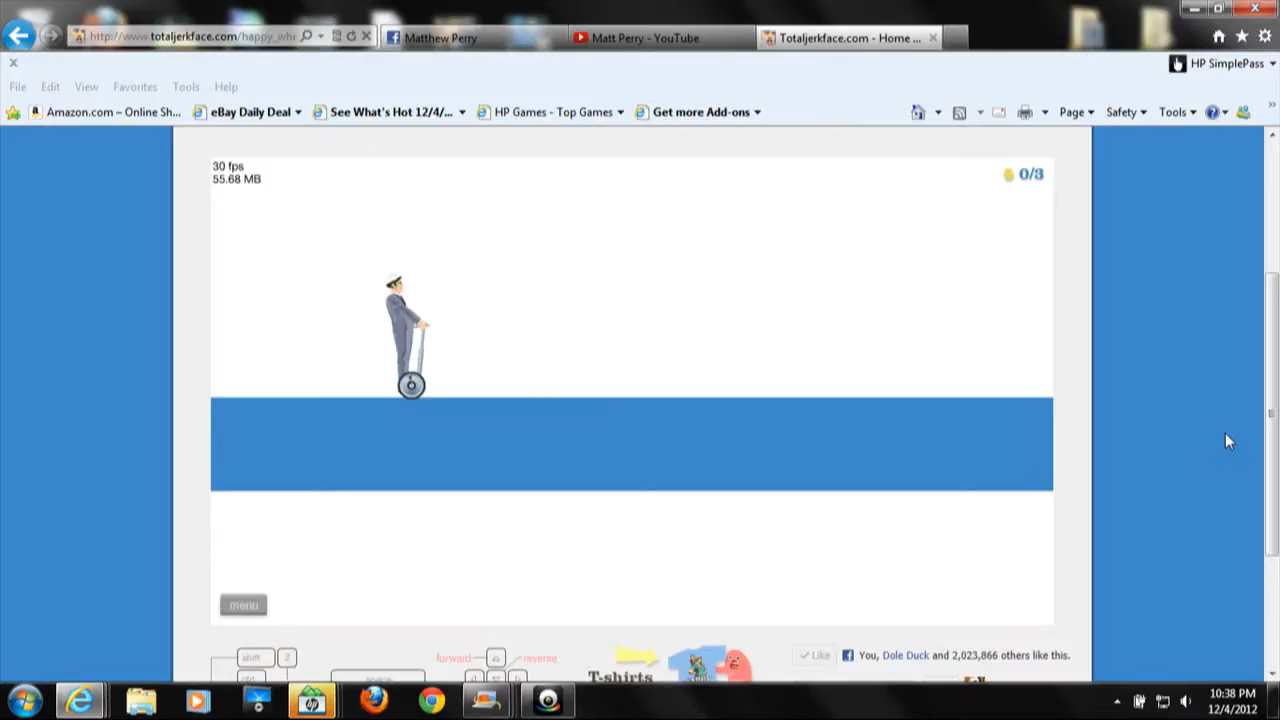 http://www.totaljerkface.com/happy_whe
Matthew Perry
Matt Perry - YouTube
Totaljerkface.com - Home ...
HP SimplePass
File Edit View Favorites Tools Help
Amazon.com – Online Sh...
eBay Daily Deal
See What's Hot 12/4/...
HP Games - Top Games
Get more Add-ons
Page Safety Tools
30 fps
55.68 MB
0/3
menu
shift Z
forward reverse
T-shirts
Like
You, Dole Duck and 2,023,866 others like this.
10:38 PM
12/4/2012